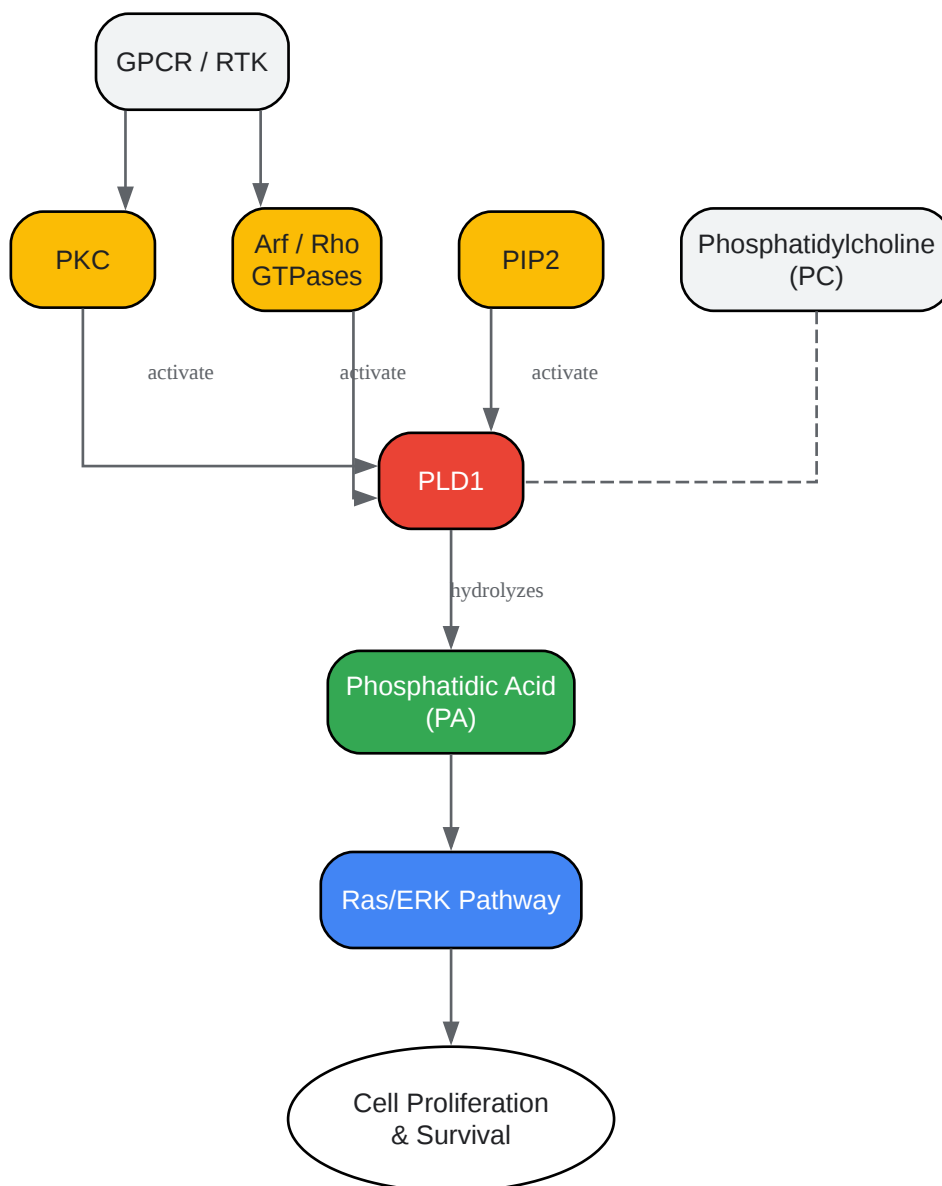 GPCR / RTK
PKC
Arf / Rho
GTPases
PIP2
Phosphatidylcholine
(PC)
activate
activate
activate
PLD1
hydrolyzes
Phosphatidic Acid
(PA)
Ras/ERK Pathway
Cell Proliferation
& Survival